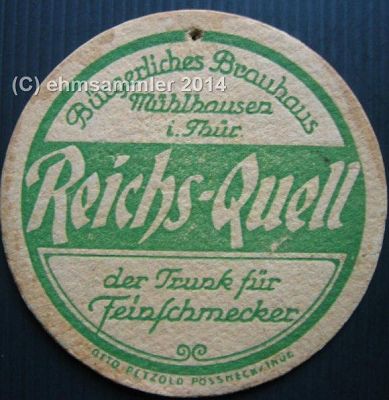 (C) ehmsammler 2014
Bürgerliches Brauhaus
Mühlhausen
i. Thür.
Reichs-Quell
der Trunk für
Feinschmecker
OTTO PETZOLD PÖSSNECK/THÜR.